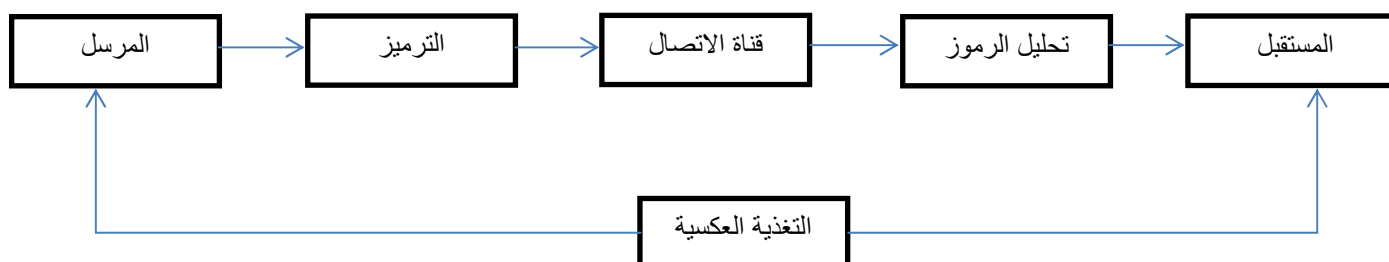 المرسل
الترميز
قناة الاتصال
تحليل الرموز
المستقبل
التغذية العكسية